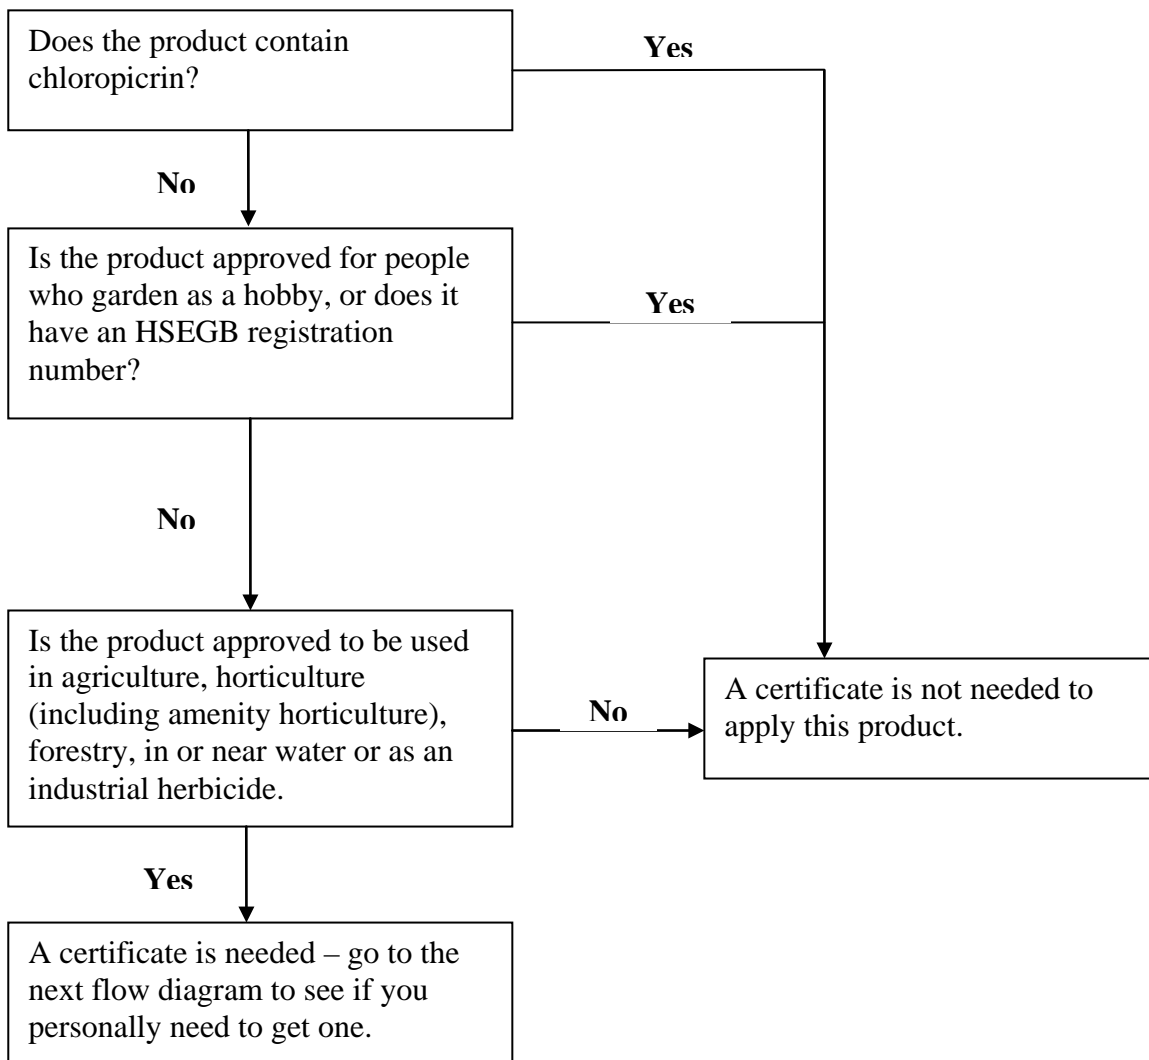 Does the product contain
chloropicrin?
Yes
No
Is the product approved for people
who garden as a hobby, or does it
have an HSEGB registration
number?
Yes
No
Is the product approved to be used
in agriculture, horticulture
(including amenity horticulture),
forestry, in or near water or as an
industrial herbicide.
No
A certificate is not needed to
apply this product.
Yes
A certificate is needed – go to the
next flow diagram to see if you
personally need to get one.